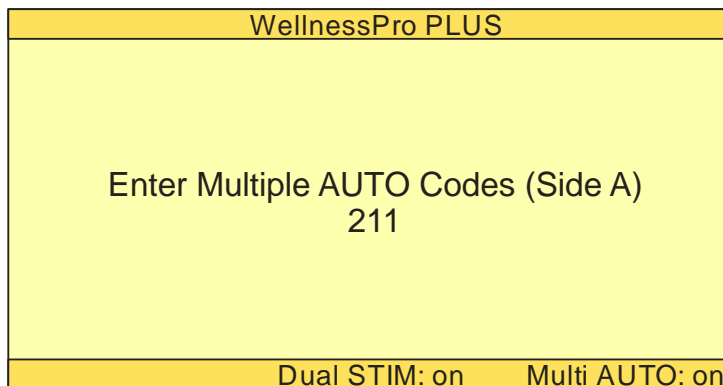 WellnessPro PLUS
Enter Multiple AUTO Codes (Side A)
211
Dual STIM: on Multi AUTO: on